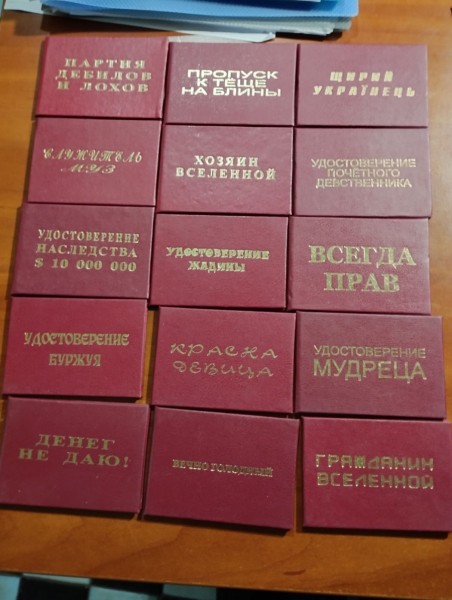 ПАРТИЯ
ДЕБИЛОВ
И ЛОХОВ
ПРОПУСК
К ТЁЩЕ
НА БЛИНЫ
ЩИРИЙ
УКРАЇНЕЦЬ
СЛУЖИТЕЛЬ
МУЗ
ХОЗЯИН
ВСЕЛЕННОЙ
УДОСТОВЕРЕНИЕ
ПОЧЁТНОГО
ДЕВСТВЕННИКА
УДОСТОВЕРЕНИЕ
НАСЛЕДСТВА
$ 10 000 000
УДОСТОВЕРЕНИЕ
ЖАДИНЫ
ВСЕГДА
ПРАВ
УДОСТОВЕРЕНИЕ
БУРЖУЯ
КРАСНА
ДЕВИЦА
УДОСТОВЕРЕНИЕ
МУДРЕЦА
ДЕНЕГ
НЕ ДАЮ!
ВЕЧНО ГОЛОДНЫЙ
ГРАЖДАНИН
ВСЕЛЕННОЙ